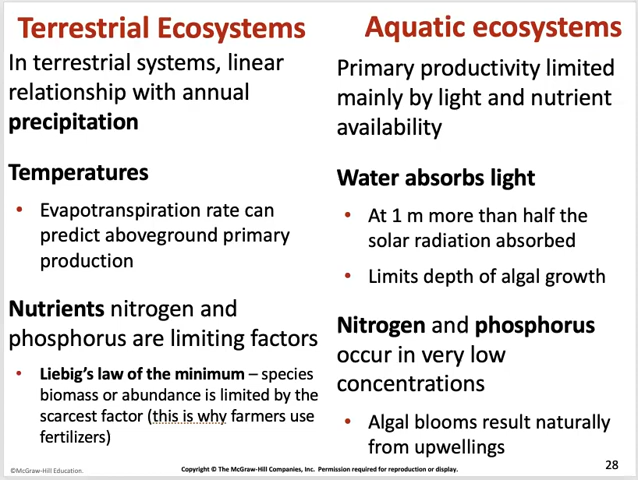 Terrestrial Ecosystems
In terrestrial systems, linear
relationship with annual
precipitation
Temperatures
• Evapotranspiration rate can
predict aboveground primary
production
Nutrients nitrogen and
phosphorus are limiting factors
• Liebig's law of the minimum – species
biomass or abundance is limited by the
scarcest factor (this is why farmers use
fertilizers)
Aquatic ecosystems
Primary productivity limited
mainly by light and nutrient
availability
Water absorbs light
• At 1 m more than half the
solar radiation absorbed
• Limits depth of algal growth
Nitrogen and phosphorus
occur in very low
concentrations
• Algal blooms result naturally
from upwellings
©McGraw-Hill Education.
Copyright © The McGraw-Hill Companies, Inc. Permission required for reproduction or display.
28